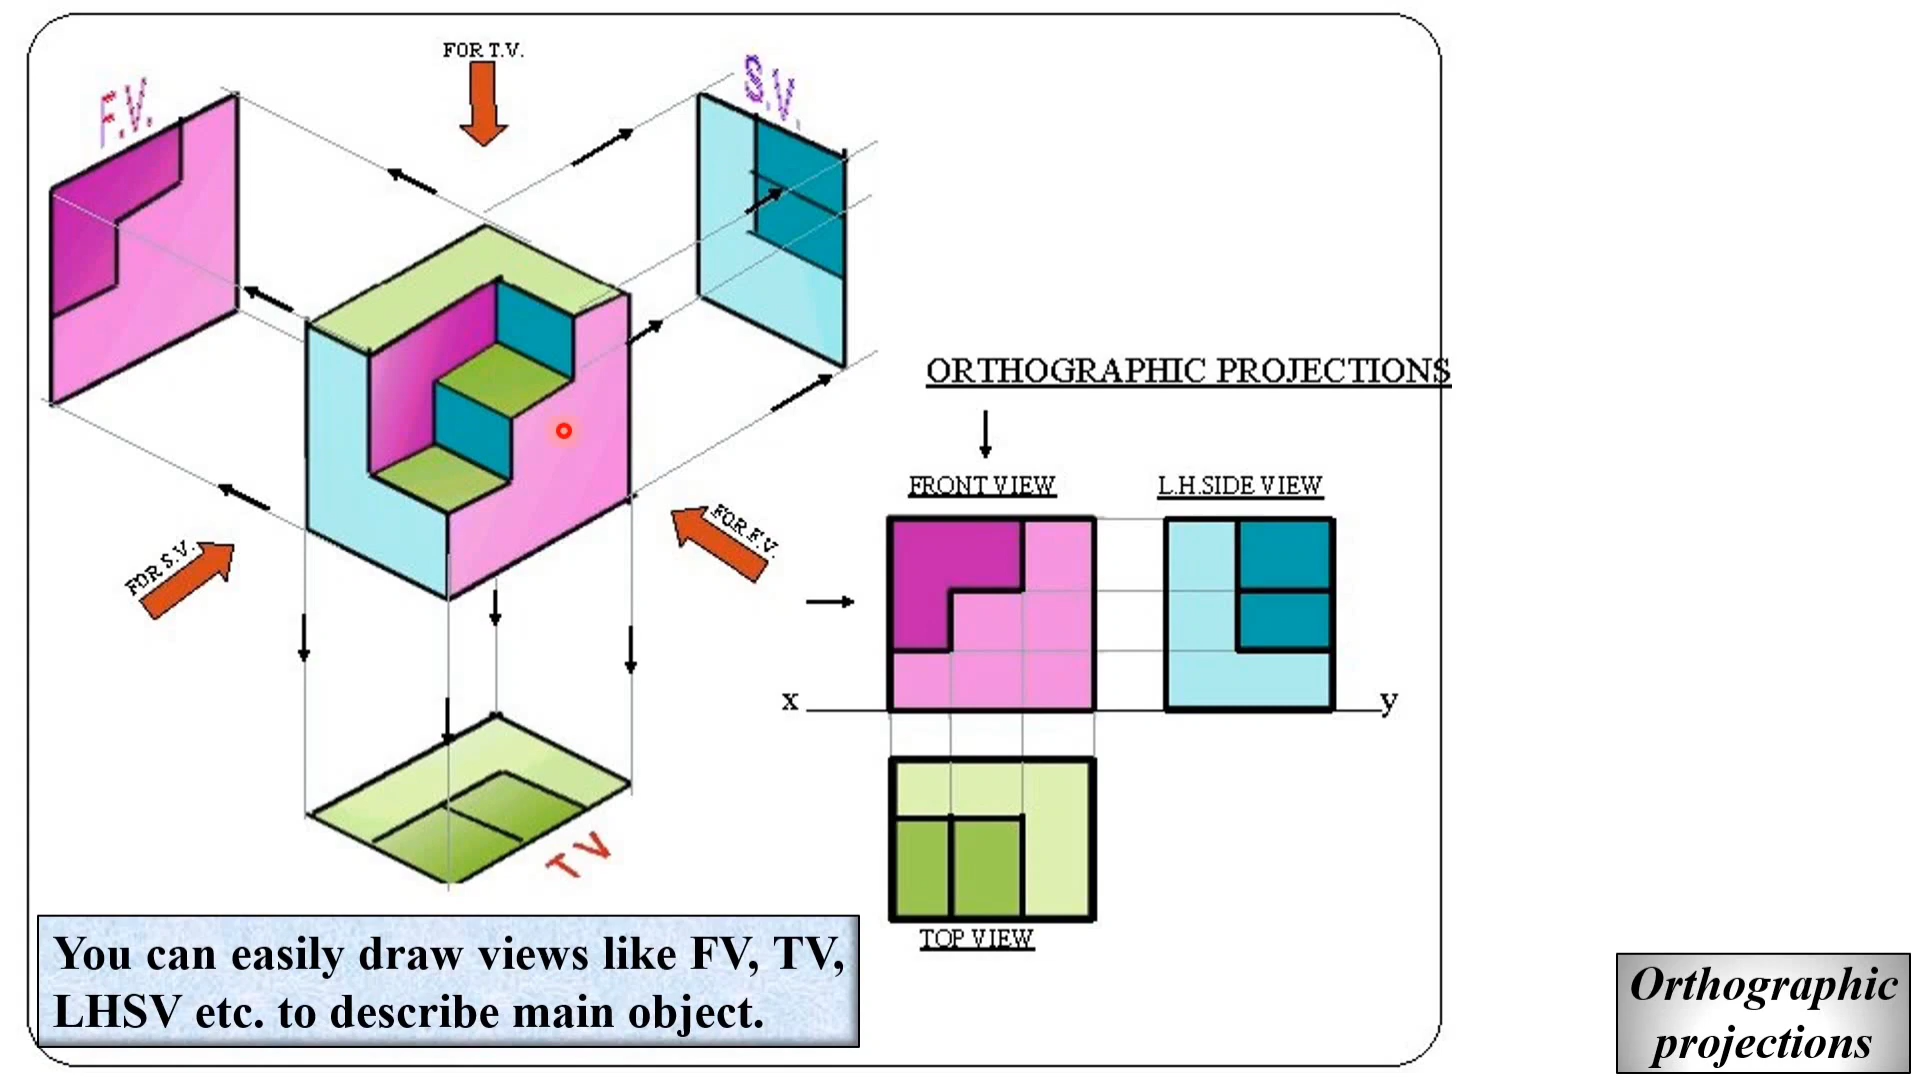 FOR T.V.
F.V.
S.V.
ORTHOGRAPHIC PROJECTIONS
FRONT VIEW
L.H.SIDE VIEW
FOR S.V.
FOR F.V.
x
y
T V
TOP VIEW
You can easily draw views like FV, TV,
LHSV etc. to describe main object.
Orthographic
projections